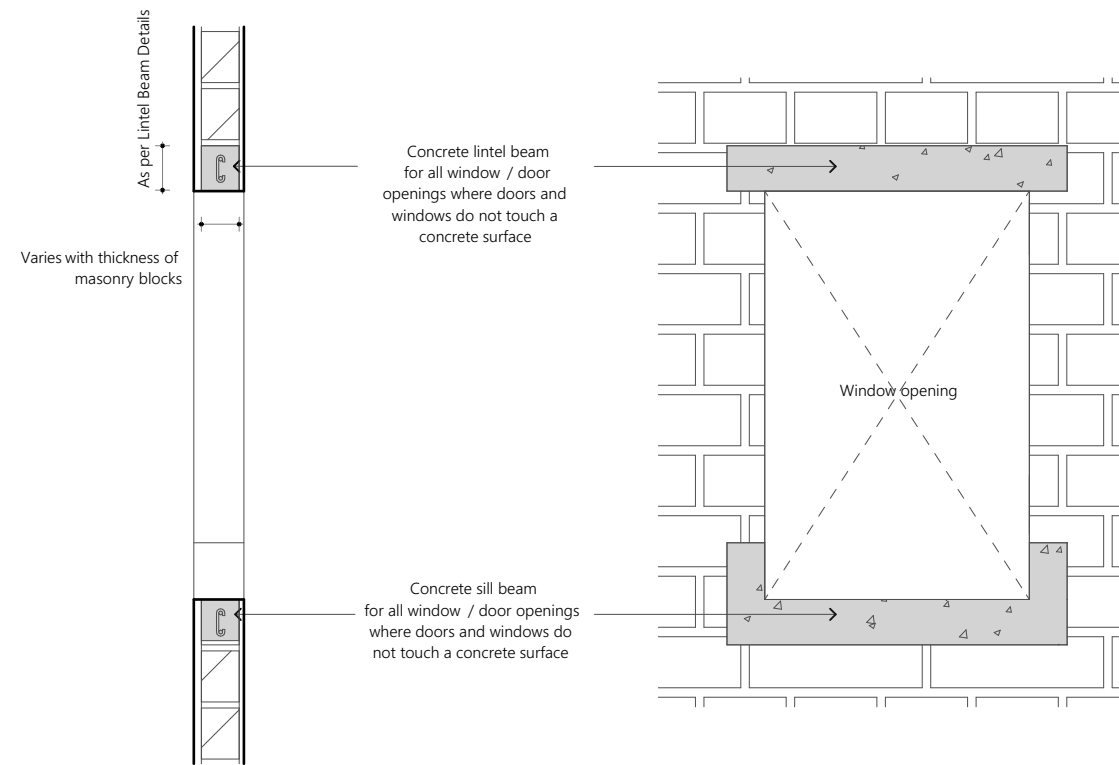 As per Lintel Beam Details
Varies with thickness of
masonry blocks
Concrete lintel beam
for all window / door
openings where doors and
windows do not touch a
concrete surface
Window opening
Concrete sill beam
for all window / door openings
where doors and windows do
not touch a concrete surface